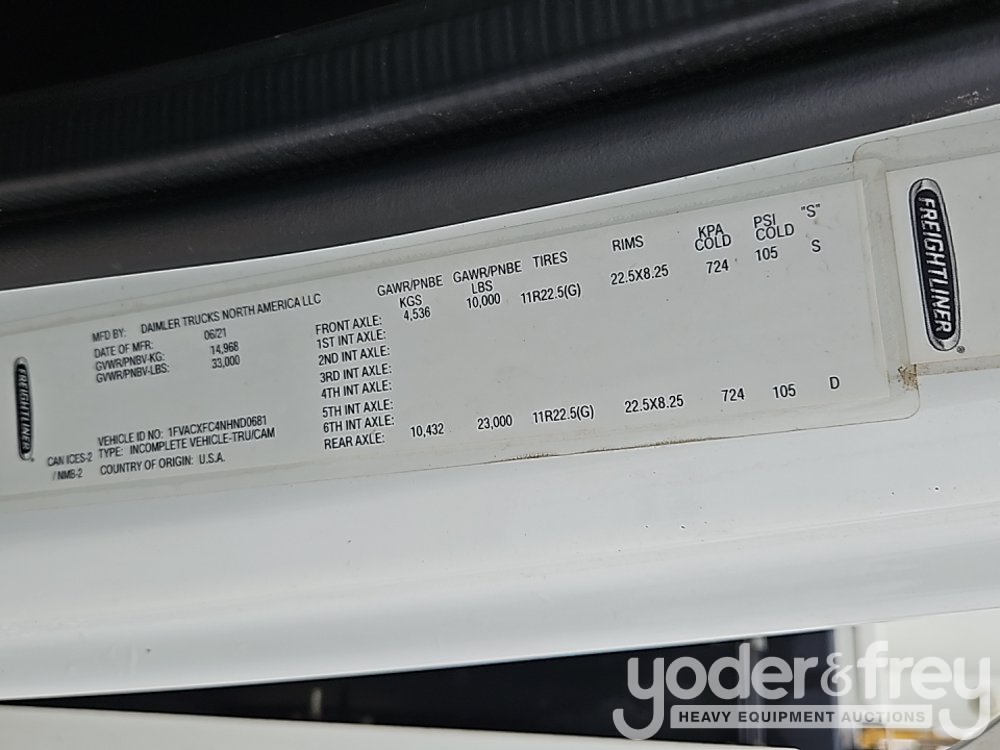 FREIGHTLINER
MFD BY: DAIMLER TRUCKS NORTH AMERICA LLC
DATE OF MFR: 06/21
GVWR/PNBV-KG: 14,968
GVWR/PNBV-LBS: 33,000
VEHICLE ID NO: 1FVACXFC4NHND0681
CAN ICES-2 TYPE: INCOMPLETE VEHICLE-TRU/CAM
/NMB-2 COUNTRY OF ORIGIN: U.S.A.
GAWR/PNBE GAWR/PNBE TIRES RIMS KPA PSI "S"
KGS LBS COLD COLD
FRONT AXLE: 4,536 10,000 11R22.5(G) 22.5X8.25 724 105 S
1ST INT AXLE:
2ND INT AXLE:
3RD INT AXLE:
4TH INT AXLE:
5TH INT AXLE:
6TH INT AXLE:
REAR AXLE: 10,432 23,000 11R22.5(G) 22.5X8.25 724 105 D
FREIGHTLINER
yoder&frey
HEAVY EQUIPMENT AUCTIONS